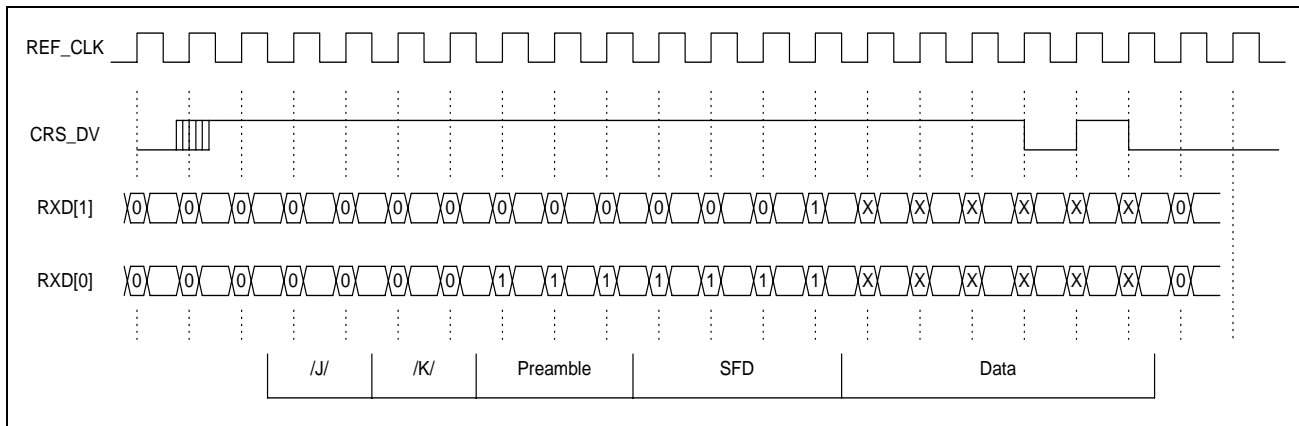 REF_CLK
CRS_DV
RXD[1] 0 0 0 0 0 0 0 0 0 0 0 0 0 1 X X X X X X 0
RXD[0] 0 0 0 0 0 0 0 1 1 1 1 1 1 1 X X X X X X 0
/J/ /K/ Preamble SFD Data